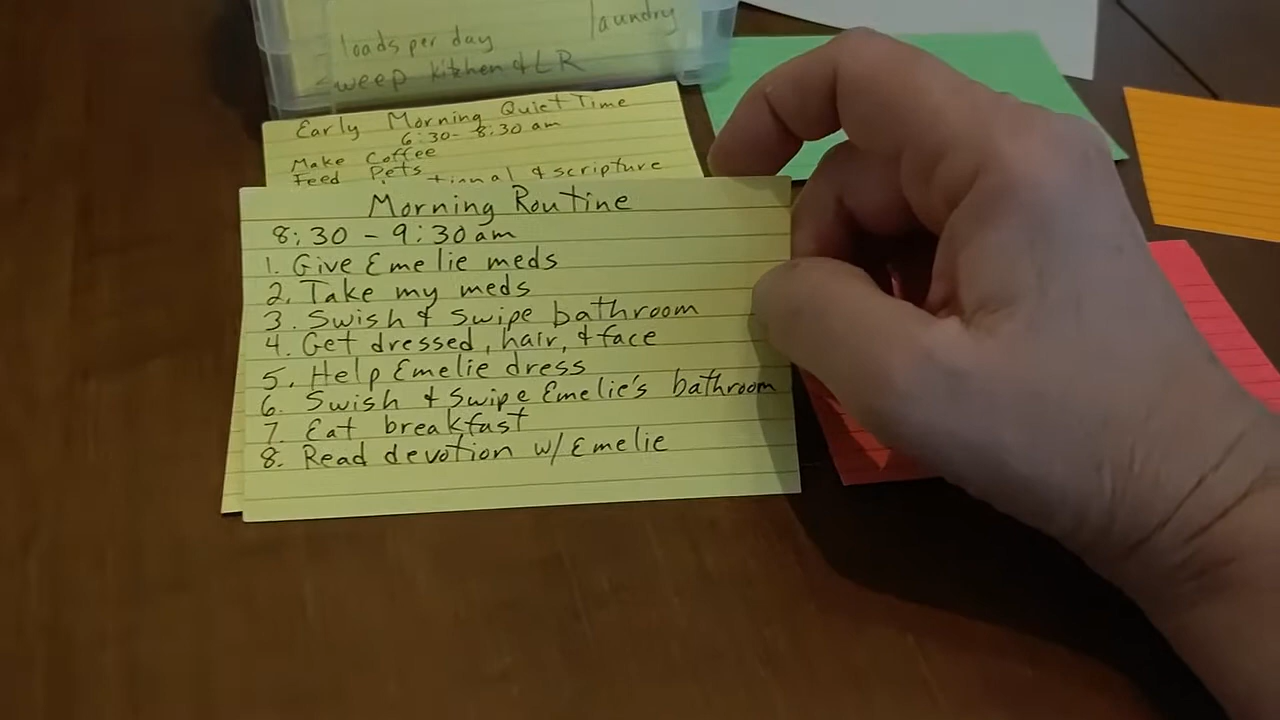 laundry
loads per day
sweep kitchen & LR
Early Morning Quiet Time
6:30- 8:30 am
Make Coffee
Feed Pets
& scripture
Morning Routine
8:30 - 9:30 am
1. Give Emelie meds
2. Take my meds
3. Swish & Swipe bathroom
4. Get dressed, hair, & face
5. Help Emelie dress
6. Swish & Swipe Emelie's bathroom
7. Eat breakfast
8. Read devotion w/ Emelie